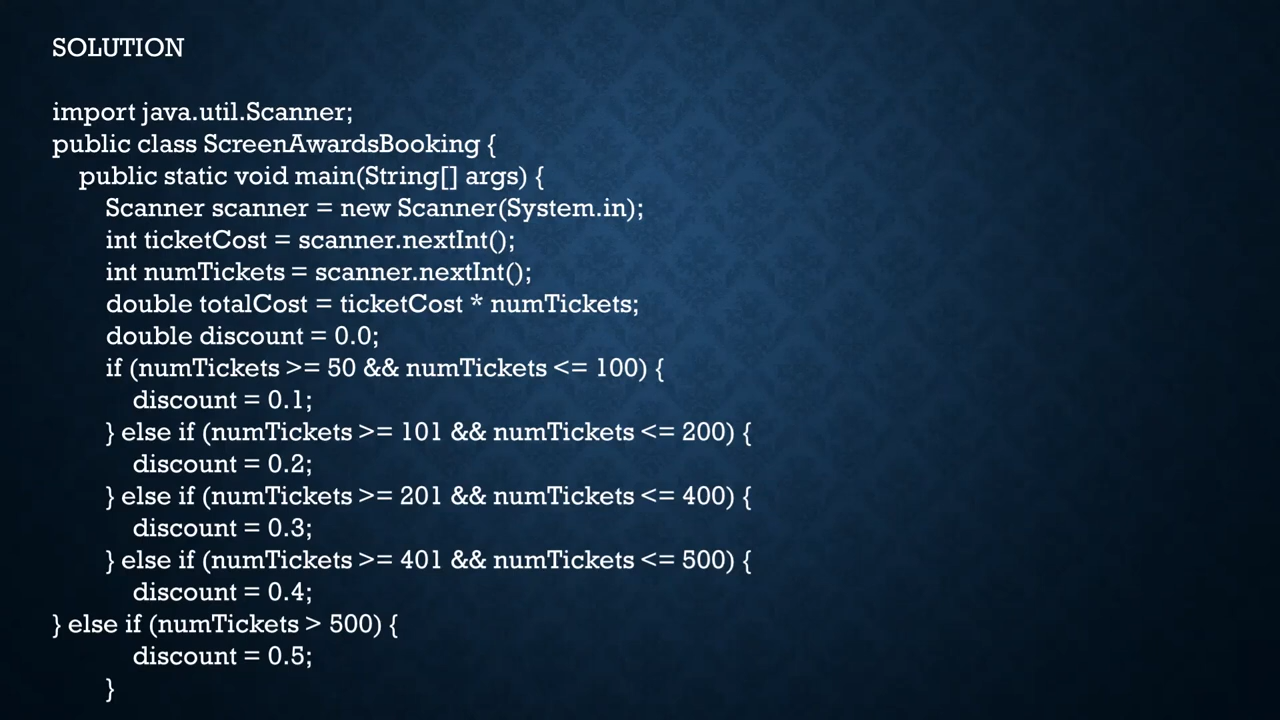 SOLUTION
import java.util.Scanner;
public class ScreenAwardsBooking {
public static void main(String[] args) {
Scanner scanner = new Scanner(System.in);
int ticketCost = scanner.nextInt();
int numTickets = scanner.nextInt();
double totalCost = ticketCost * numTickets;
double discount = 0.0;
if (numTickets >= 50 && numTickets <= 100) {
discount = 0.1;
} else if (numTickets >= 101 && numTickets <= 200) {
discount = 0.2;
} else if (numTickets >= 201 && numTickets <= 400) {
discount = 0.3;
} else if (numTickets >= 401 && numTickets <= 500) {
discount = 0.4;
} else if (numTickets > 500) {
discount = 0.5;
}